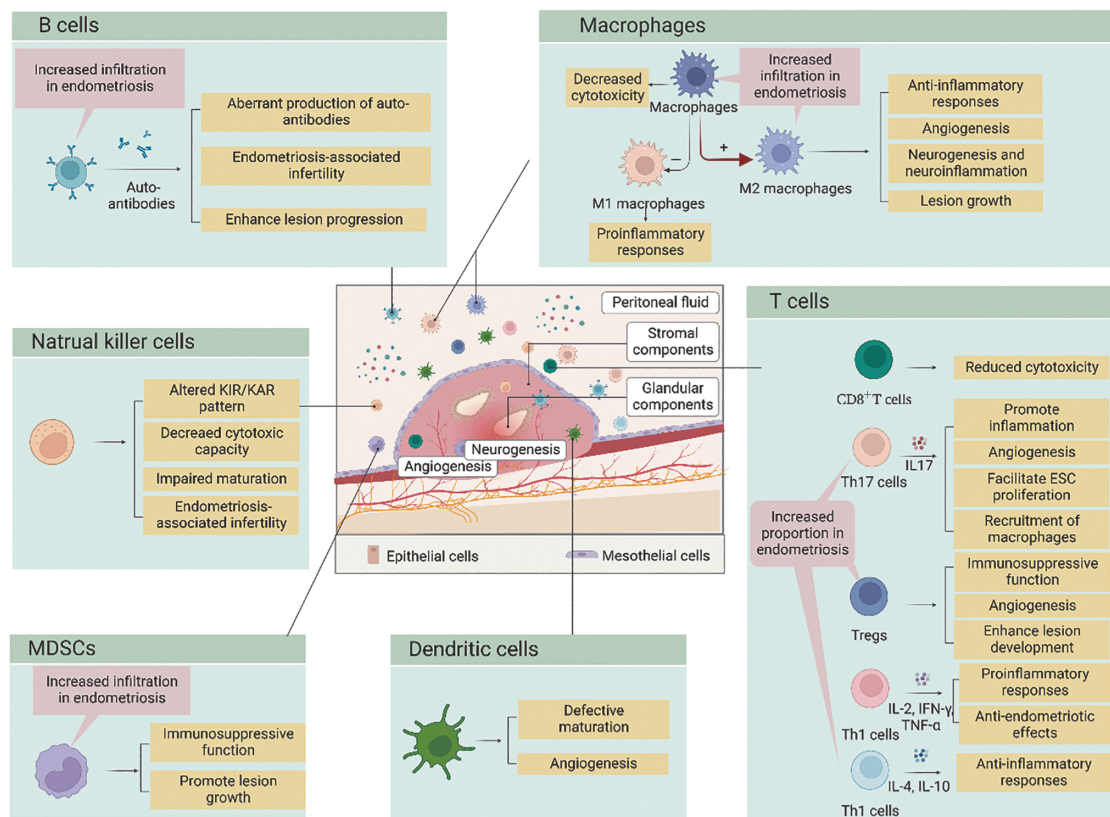 B cells
Increased infiltration
in endometriosis
Auto-
antibodies
Aberrant production of auto-
antibodies
Endometriosis-associated
infertility
Enhance lesion progression
Macrophages
Decreased
cytotoxicity
Macrophages
Increased
infiltration in
endometriosis
–
+
M1 macrophages
M2 macrophages
Proinflammatory
responses
Anti-inflammatory
responses
Angiogenesis
Neurogenesis and
neuroinflammation
Lesion growth
Natrual killer cells
Altered KIR/KAR
pattern
Decreaed cytotoxic
capacity
Impaired maturation
Endometriosis-
associated infertility
Peritoneal fluid
Stromal
components
Glandular
components
Neurogenesis
Angiogenesis
Epithelial cells
Mesothelial cells
T cells
CD8+T cells
Reduced cytotoxicity
Th17 cells
IL17
Promote
inflammation
Angiogenesis
Facilitate ESC
proliferation
Recruitment of
macrophages
Increased
proportion in
endometriosis
Tregs
Immunosuppressive
function
Angiogenesis
Enhance lesion
development
Th1 cells
IL-2, IFN-γ,
TNF-α
Proinflammatory
responses
Anti-endometriotic
effects
Th1 cells
IL-4, IL-10
Anti-inflammatory
responses
MDSCs
Increased infiltration
in endometriosis
Immunosuppressive
function
Promote lesion
growth
Dendritic cells
Defective
maturation
Angiogenesis